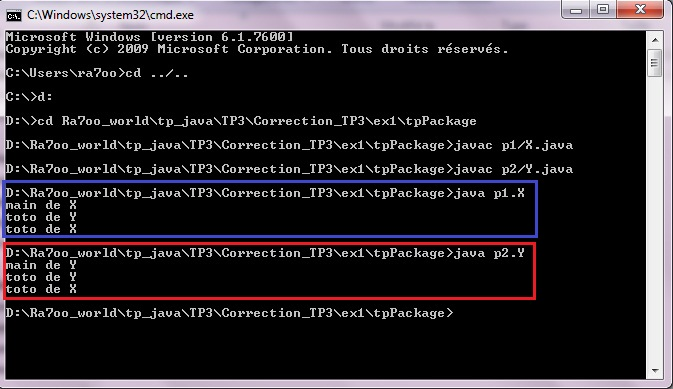 C:\Windows\system32\cmd.exe
Microsoft Windows [version 6.1.7600]
Copyright (c) 2009 Microsoft Corporation. Tous droits réservés.
C:\Users\ra7oo>cd ../..
C:\>d:
D:\>cd Ra7oo_world\tp_java\TP3\Correction_TP3\ex1\tpPackage
D:\Ra7oo_world\tp_java\TP3\Correction_TP3\ex1\tpPackage>javac p1/X.java
D:\Ra7oo_world\tp_java\TP3\Correction_TP3\ex1\tpPackage>javac p2/Y.java
D:\Ra7oo_world\tp_java\TP3\Correction_TP3\ex1\tpPackage>java p1.X
main de X
toto de Y
toto de X
D:\Ra7oo_world\tp_java\TP3\Correction_TP3\ex1\tpPackage>java p2.Y
main de Y
toto de Y
toto de X
D:\Ra7oo_world\tp_java\TP3\Correction_TP3\ex1\tpPackage>